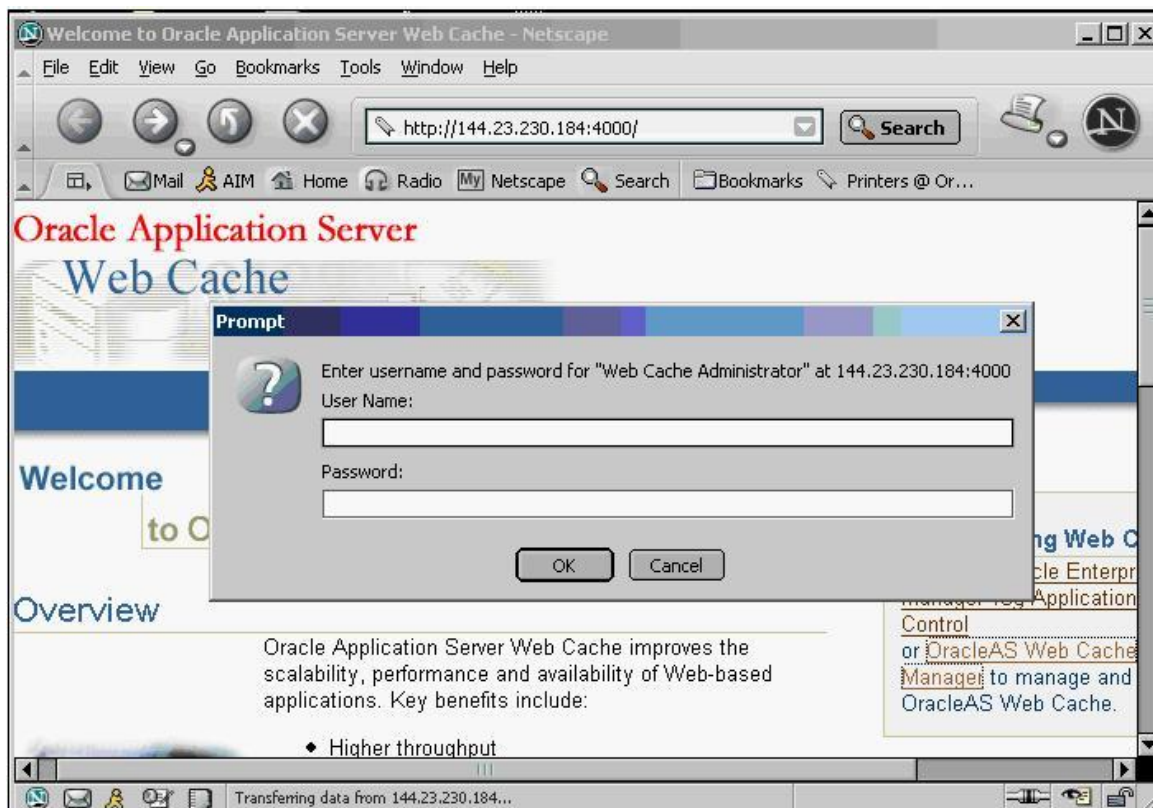 Welcome to Oracle Application Server Web Cache - Netscape
File Edit View Go Bookmarks Tools Window Help
http://144.23.230.184:4000/
Search
N
Mail AIM Home Radio My Netscape Search Bookmarks Printers @ Or...
Oracle Application Server
Web Cache
Prompt
Enter username and password for "Web Cache Administrator" at 144.23.230.184:4000
User Name:
Password:
OK Cancel
Welcome
to O
ng Web C
cle Enterpr
Application
Control
or OracleAS Web Cache
Manager to manage and
OracleAS Web Cache.
Overview
Oracle Application Server Web Cache improves the
scalability, performance and availability of Web-based
applications. Key benefits include:
• Higher throughput
Transferring data from 144.23.230.184...